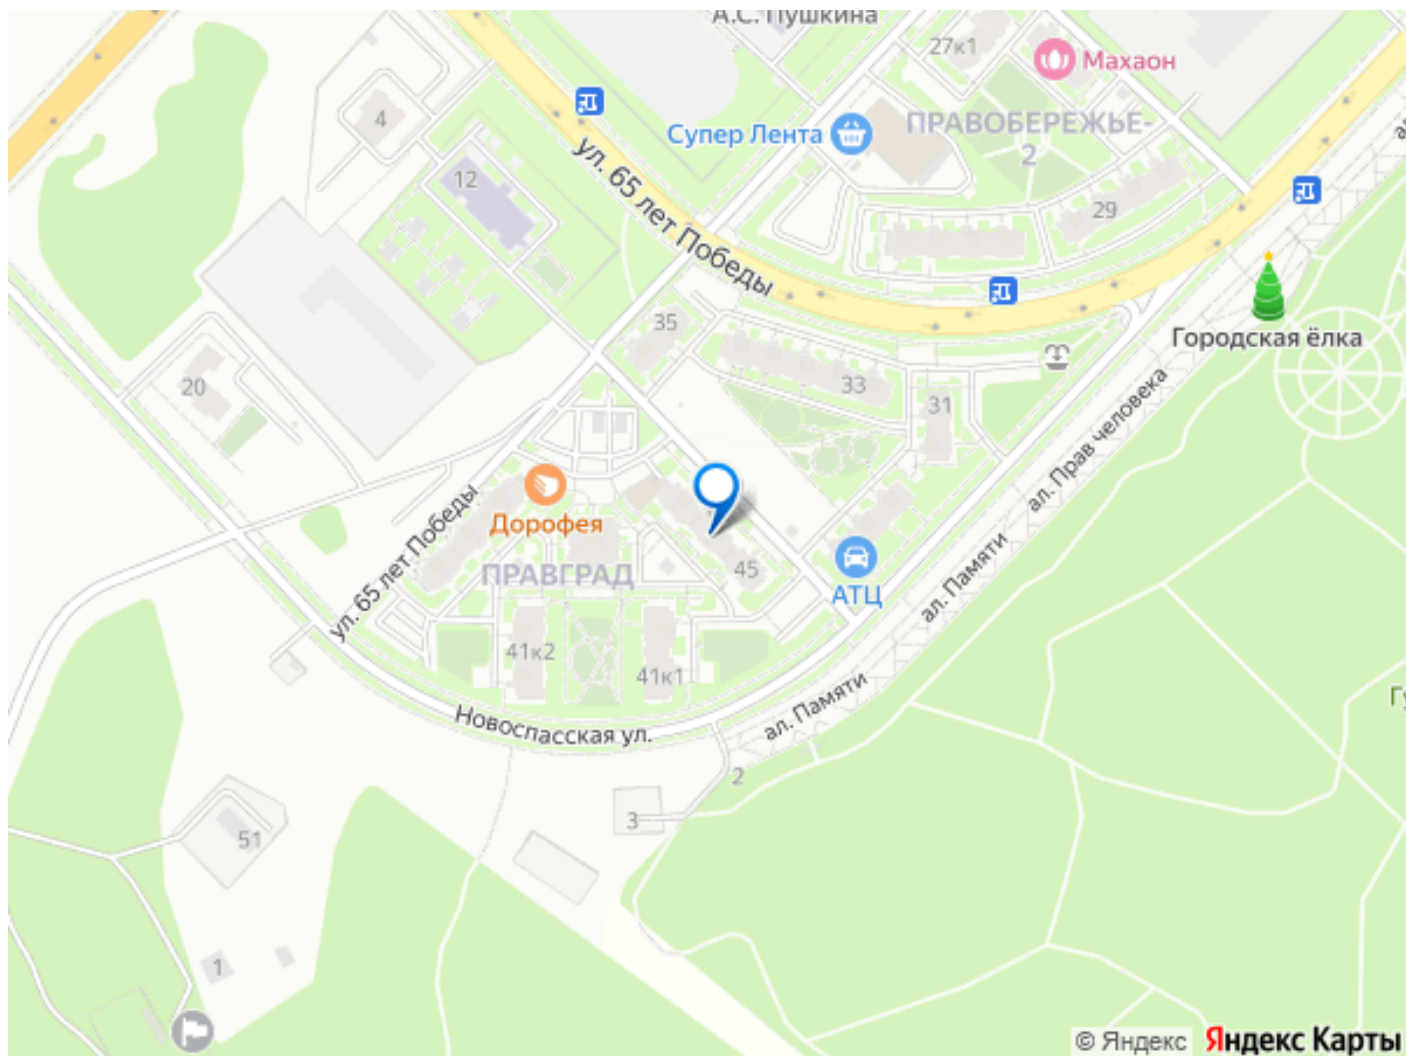 А.С. Пушкина
27к1
Махаон
4
Супер Лента
ПРАВОБЕРЕЖЬЕ-
2
12
ул. 65 лет Победы
29
35
Городская ёлка
20
33
31
ал. Прав человека
Дорофея
ул. 65 лет Победы
ПРАВГРАД
45
АТЦ
ал. Памяти
41к2
41к1
ал. Памяти
Новоспасская ул.
2
3
51
1
© Яндекс Яндекс Карты